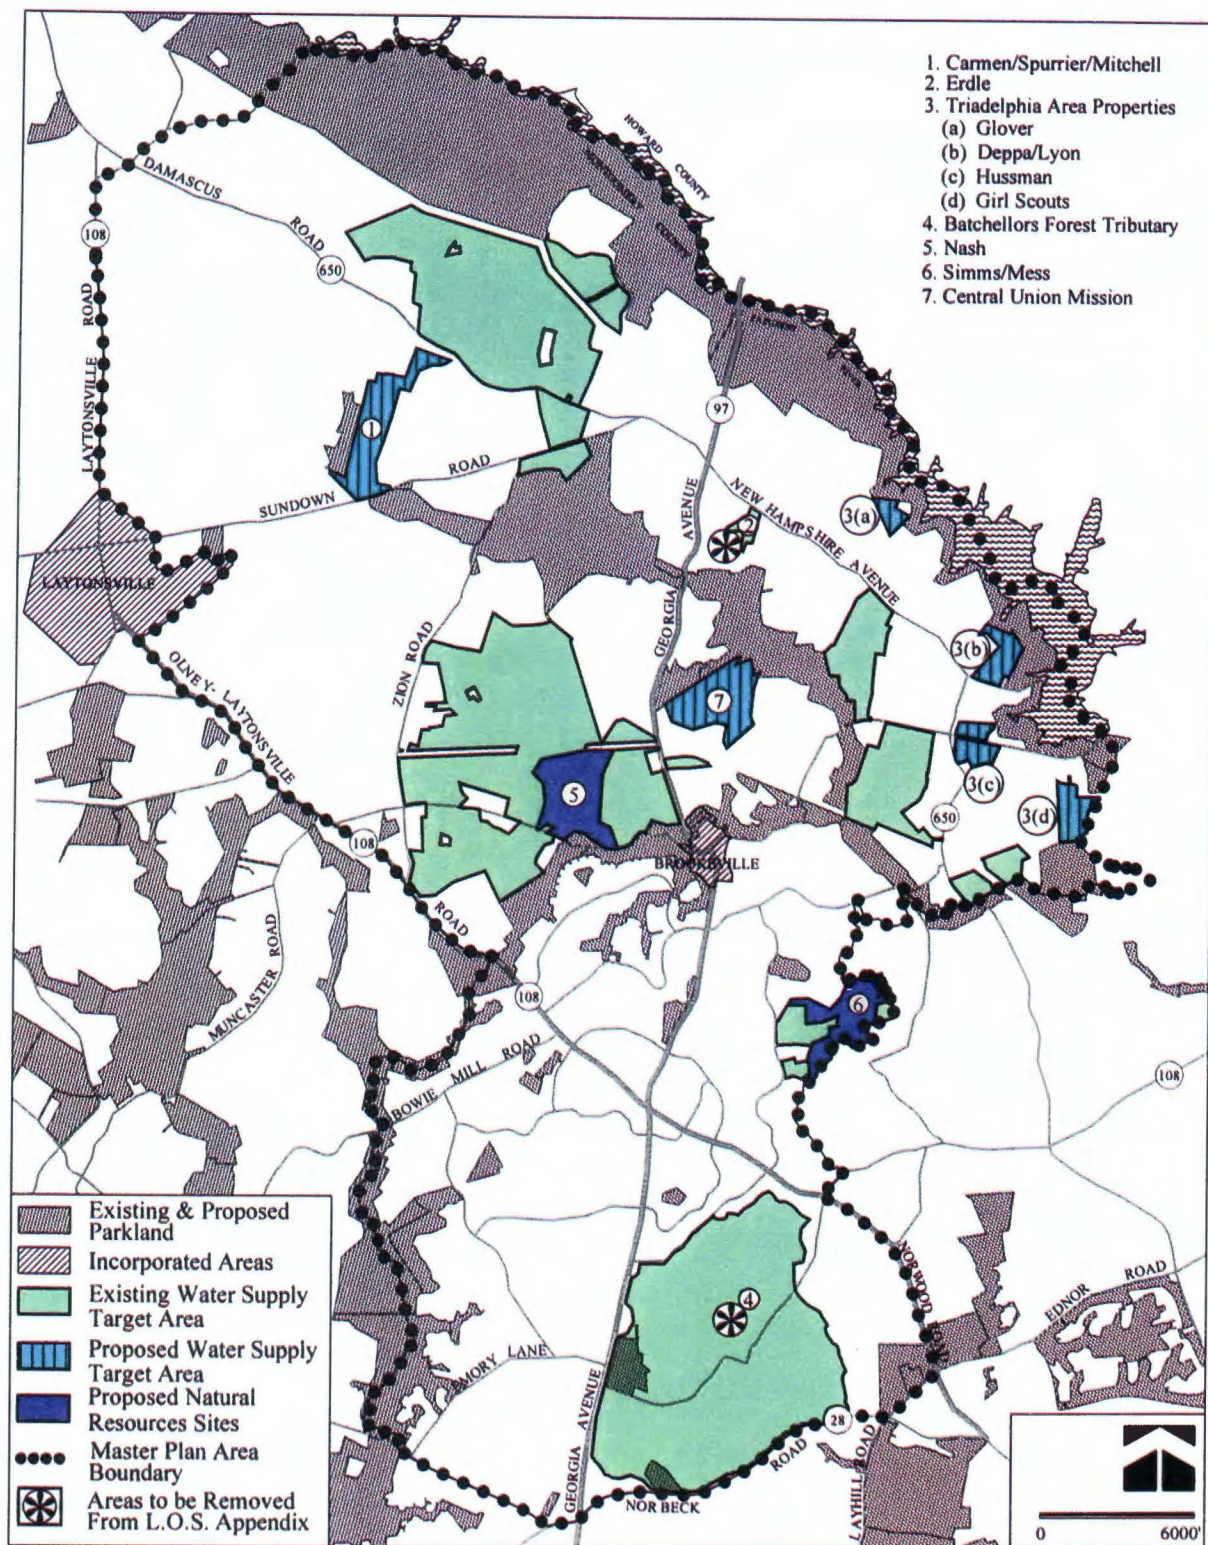 1. Carmen/Spurrier/Mitchell
2. Erdle
3. Triadelphia Area Properties
(a) Glover
(b) Deppa/Lyon
(c) Hussman
(d) Girl Scouts
4. Batchellors Forest Tributary
5. Nash
6. Simms/Mess
7. Central Union Mission
HOWARD COUNTY
MONTGOMERY COUNTY
DAMASCUS ROAD
108
650
LAYTONSVILLE ROAD
97
1
SUNDOWN ROAD
GEORGIA AVENUE
NEW HAMPSHIRE AVENUE
2
3(a)
LAYTONSVILLE
3(b)
ZION ROAD
OLNEY-LAYTONSVILLE ROAD
7
5
3(c)
3(d)
650
108
BROOKEVILLE
MUNCASTER ROAD
6
108
BOWIE MILL ROAD
108
4
NORWOOD ROAD
EDNOR ROAD
EMORY LANE
GEORGIA AVENUE
28
NORBECK ROAD
LAYHILL ROAD
Existing & Proposed
Parkland
Incorporated Areas
Existing Water Supply
Target Area
Proposed Water Supply
Target Area
Proposed Natural
Resources Sites
Master Plan Area
Boundary
Areas to be Removed
From L.O.S. Appendix
0 6000'